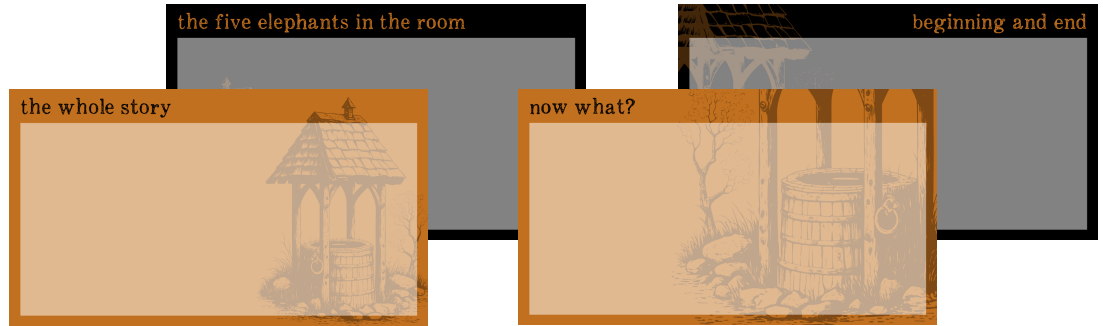 the five elephants in the room
beginning and end
the whole story
now what?